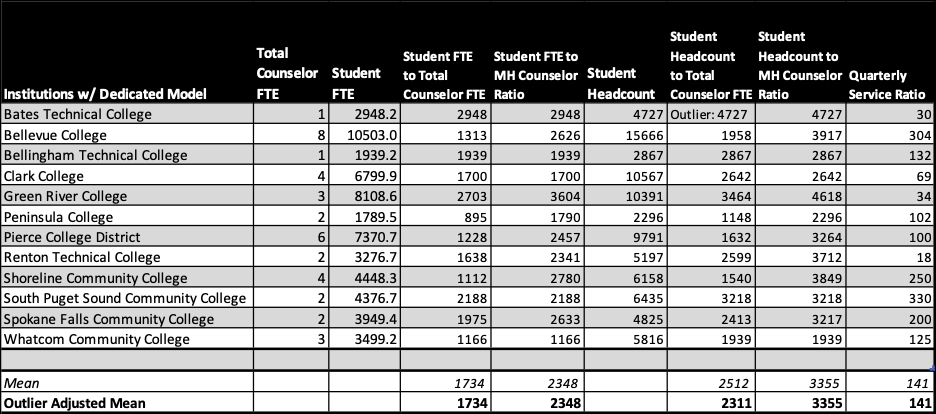 Institutions w/ Dedicated Model | Total Counselor FTE | Student FTE | Student FTE to Total Counselor FTE | Student FTE to MH Counselor Ratio | Student Headcount | Student Headcount to Total Counselor FTE | Student Headcount to MH Counselor Ratio | Quarterly Service Ratio
Bates Technical College | 1 | 2948.2 | 2948 | 2948 | 4727 | Outlier: 4727 | 4727 | 30
Bellevue College | 8 | 10503.0 | 1313 | 2626 | 15666 | 1958 | 3917 | 304
Bellingham Technical College | 1 | 1939.2 | 1939 | 1939 | 2867 | 2867 | 2867 | 132
Clark College | 4 | 6799.9 | 1700 | 1700 | 10567 | 2642 | 2642 | 69
Green River College | 3 | 8108.6 | 2703 | 3604 | 10391 | 3464 | 4618 | 34
Peninsula College | 2 | 1789.5 | 895 | 1790 | 2296 | 1148 | 2296 | 102
Pierce College District | 6 | 7370.7 | 1228 | 2457 | 9791 | 1632 | 3264 | 100
Renton Technical College | 2 | 3276.7 | 1638 | 2341 | 5197 | 2599 | 3712 | 18
Shoreline Community College | 4 | 4448.3 | 1112 | 2780 | 6158 | 1540 | 3849 | 250
South Puget Sound Community College | 2 | 4376.7 | 2188 | 2188 | 6435 | 3218 | 3218 | 330
Spokane Falls Community College | 2 | 3949.4 | 1975 | 2633 | 4825 | 2413 | 3217 | 200
Whatcom Community College | 3 | 3499.2 | 1166 | 1166 | 5816 | 1939 | 1939 | 125
Mean | 1734 | 2348 | 2512 | 3355 | 141
Outlier Adjusted Mean | 1734 | 2348 | 2311 | 3355 | 141